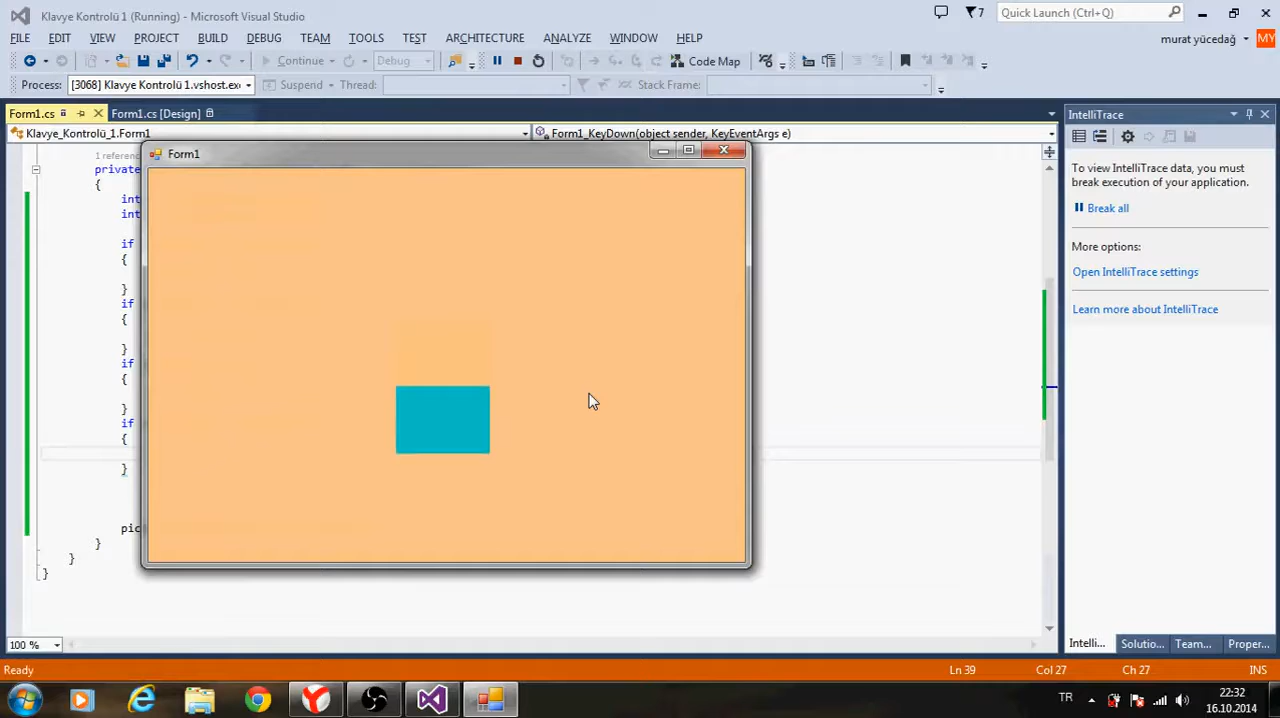 Klavye Kontrolü 1 (Running) - Microsoft Visual Studio
7
Quick Launch (Ctrl+Q)
FILE EDIT VIEW PROJECT BUILD DEBUG TEAM TOOLS TEST ARCHITECTURE ANALYZE WINDOW HELP
murat yücedağ MY
Continue Debug Code Map
Process: [3068] Klavye Kontrolü 1.vshost.exe Suspend Thread: Stack Frame:
Form1.cs Form1.cs [Design]
IntelliTrace
Klavye_Kontrolü_1.Form1 Form1_KeyDown(object sender, KeyEventArgs e)
1 referenc
Form1
private
{
int
int
if
{
}
if
{
}
if
{
}
if
{
}
pic
}
}
}
To view IntelliTrace data, you must
break execution of your application.
Break all
More options:
Open IntelliTrace settings
Learn more about IntelliTrace
100 %
Intelli... Solutio... Team... Proper...
Ready Ln 39 Col 27 Ch 27 INS
TR
22:32
16.10.2014